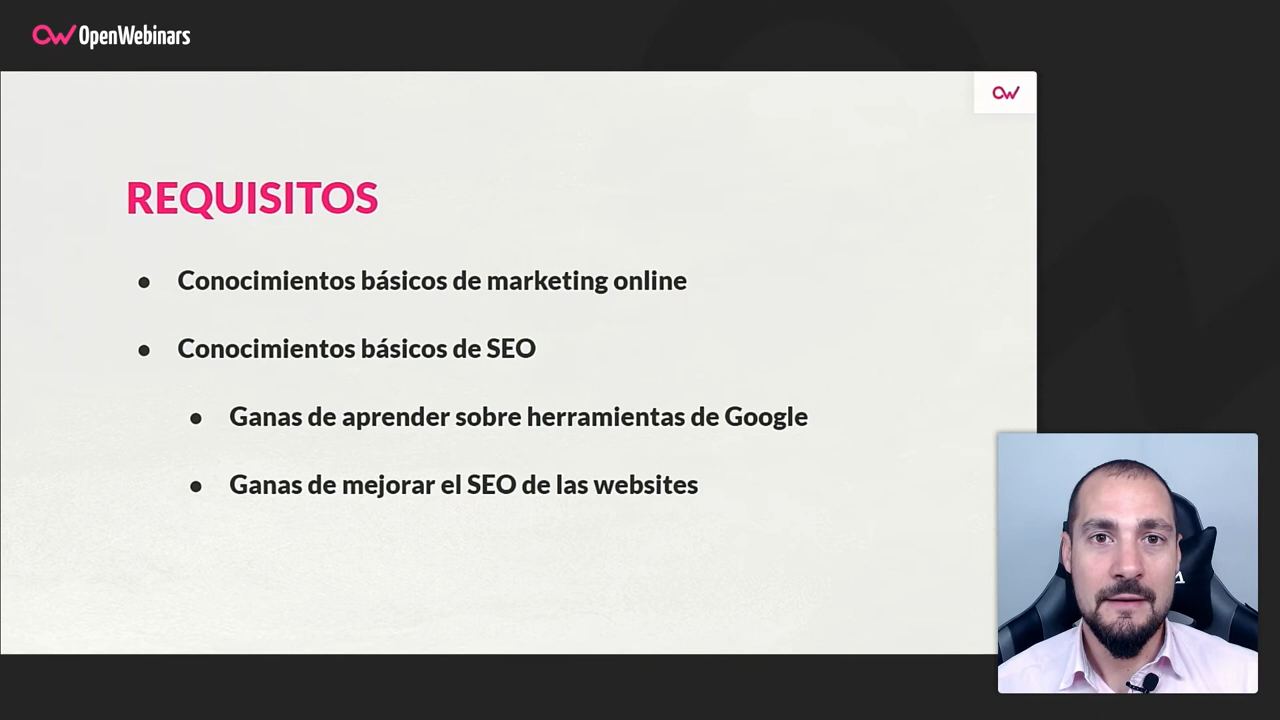 OpenWebinars
REQUISITOS
● Conocimientos básicos de marketing online
● Conocimientos básicos de SEO
● Ganas de aprender sobre herramientas de Google
● Ganas de mejorar el SEO de las websites